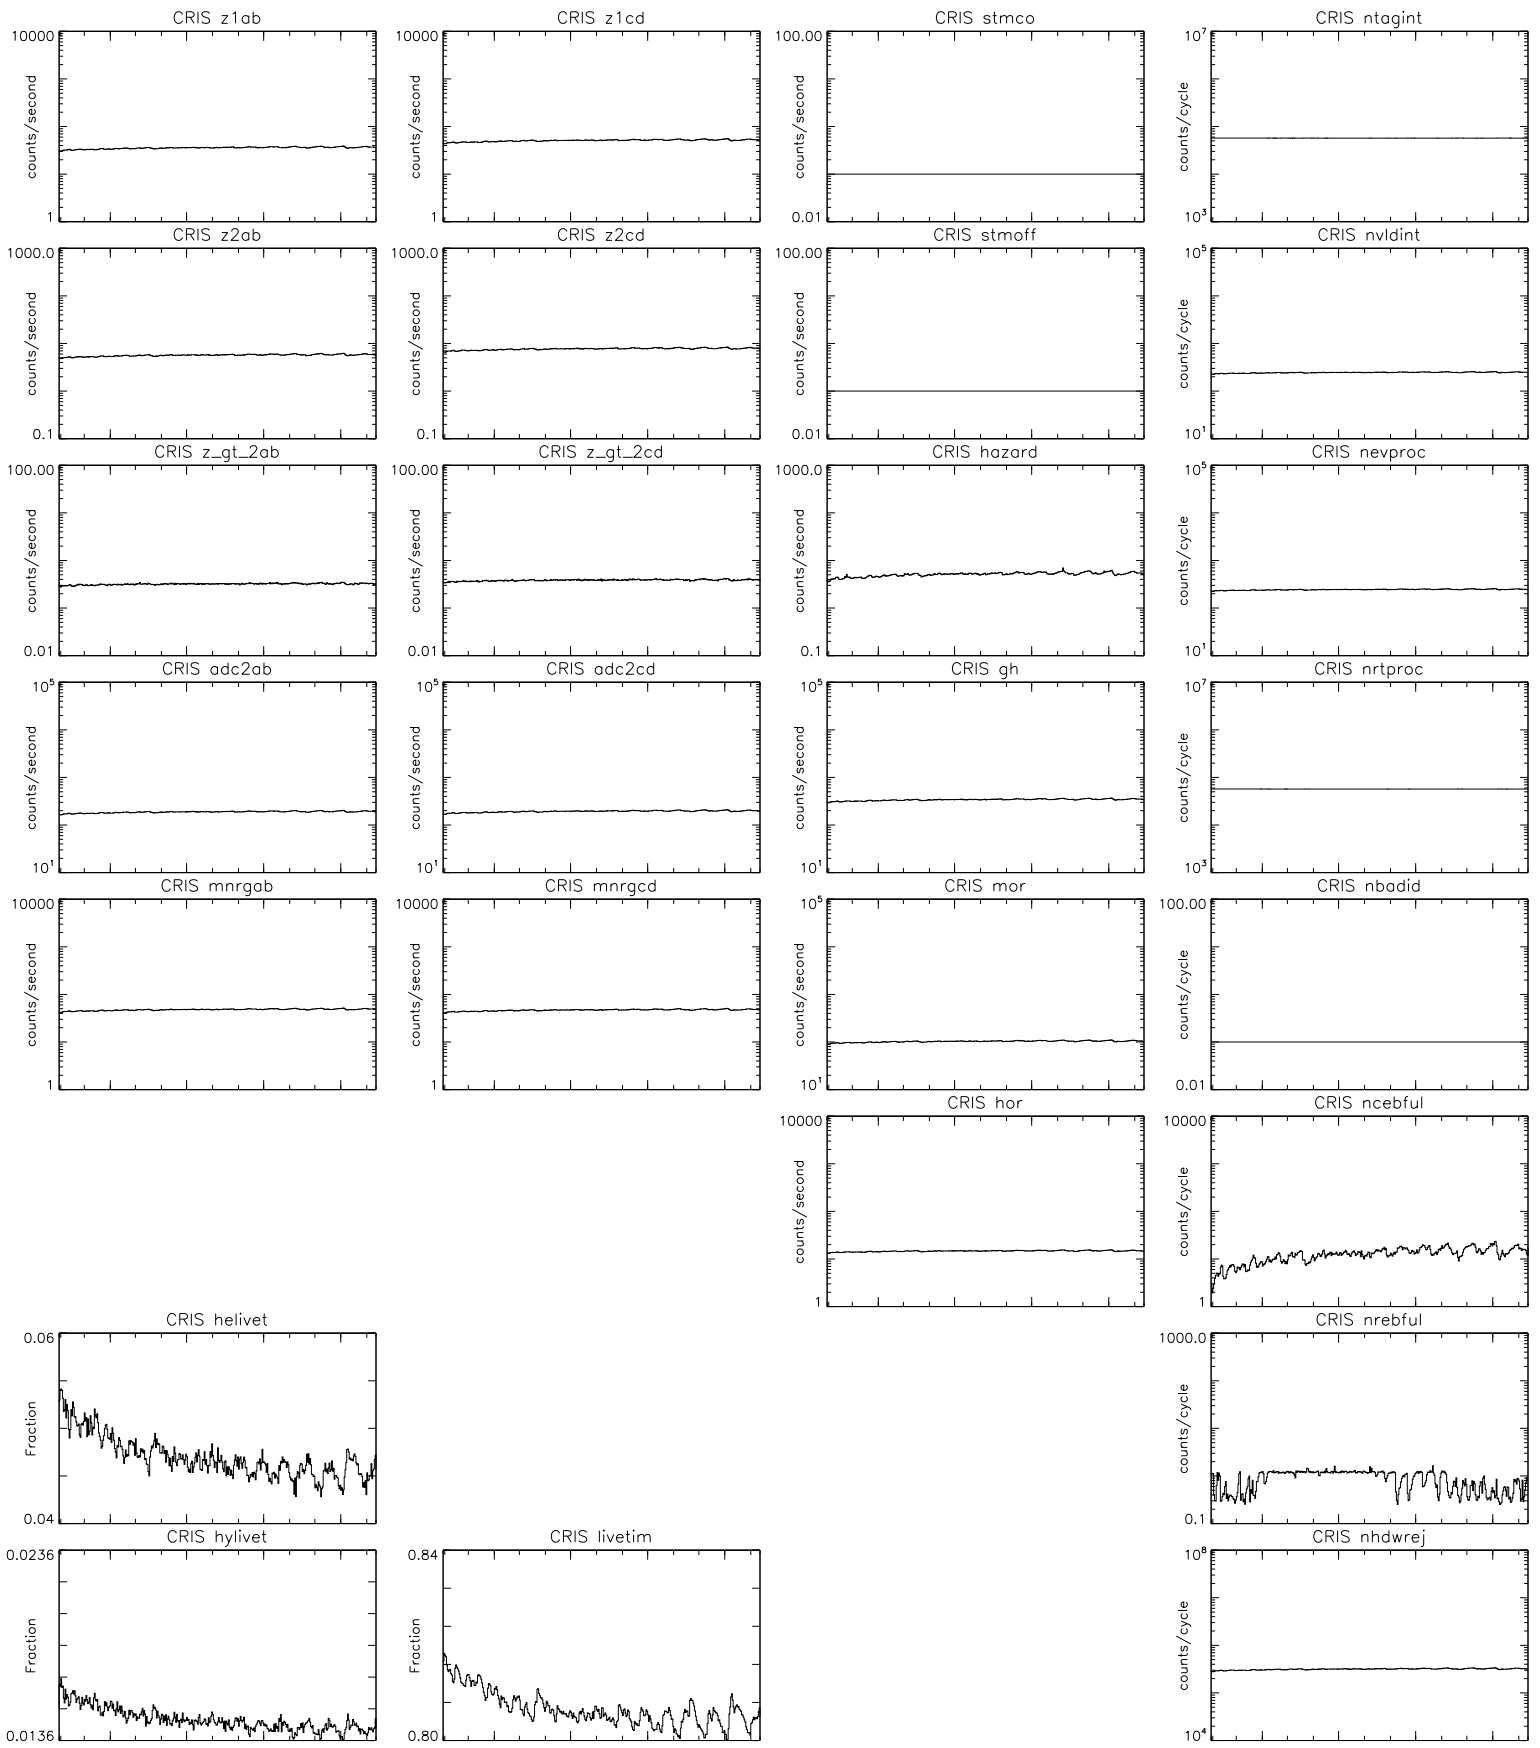 CRIS z1ab
CRIS z1cd
CRIS stmco
CRIS ntagint
10000
counts/second
1
10000
counts/second
1
100.00
counts/second
0.01
10⁷
counts/cycle
10³
CRIS z2ab
CRIS z2cd
CRIS stmoff
CRIS nvldint
1000.0
counts/second
0.1
1000.0
counts/second
0.1
100.00
counts/second
0.01
10⁵
counts/cycle
10¹
CRIS z_gt_2ab
CRIS z_gt_2cd
CRIS hazard
CRIS nevproc
100.00
counts/second
0.01
100.00
counts/second
0.01
1000.0
counts/second
0.1
10⁵
counts/cycle
10¹
CRIS adc2ab
CRIS adc2cd
CRIS gh
CRIS nrtproc
10⁵
counts/second
10¹
10⁵
counts/second
10¹
10⁵
counts/second
10¹
10⁷
counts/cycle
10³
CRIS mnrgab
CRIS mnrgcd
CRIS mor
CRIS nbadid
10000
counts/second
1
10000
counts/second
1
10⁵
counts/second
10¹
100.00
counts/cycle
0.01
CRIS hor
CRIS ncebful
10000
counts/second
1
10000
counts/cycle
1
CRIS helivet
CRIS nrebful
0.06
Fraction
0.04
1000.0
counts/cycle
0.1
CRIS hylivet
CRIS livetim
CRIS nhdwrej
0.0236
Fraction
0.0136
0.84
Fraction
0.80
10⁸
counts/cycle
10⁴